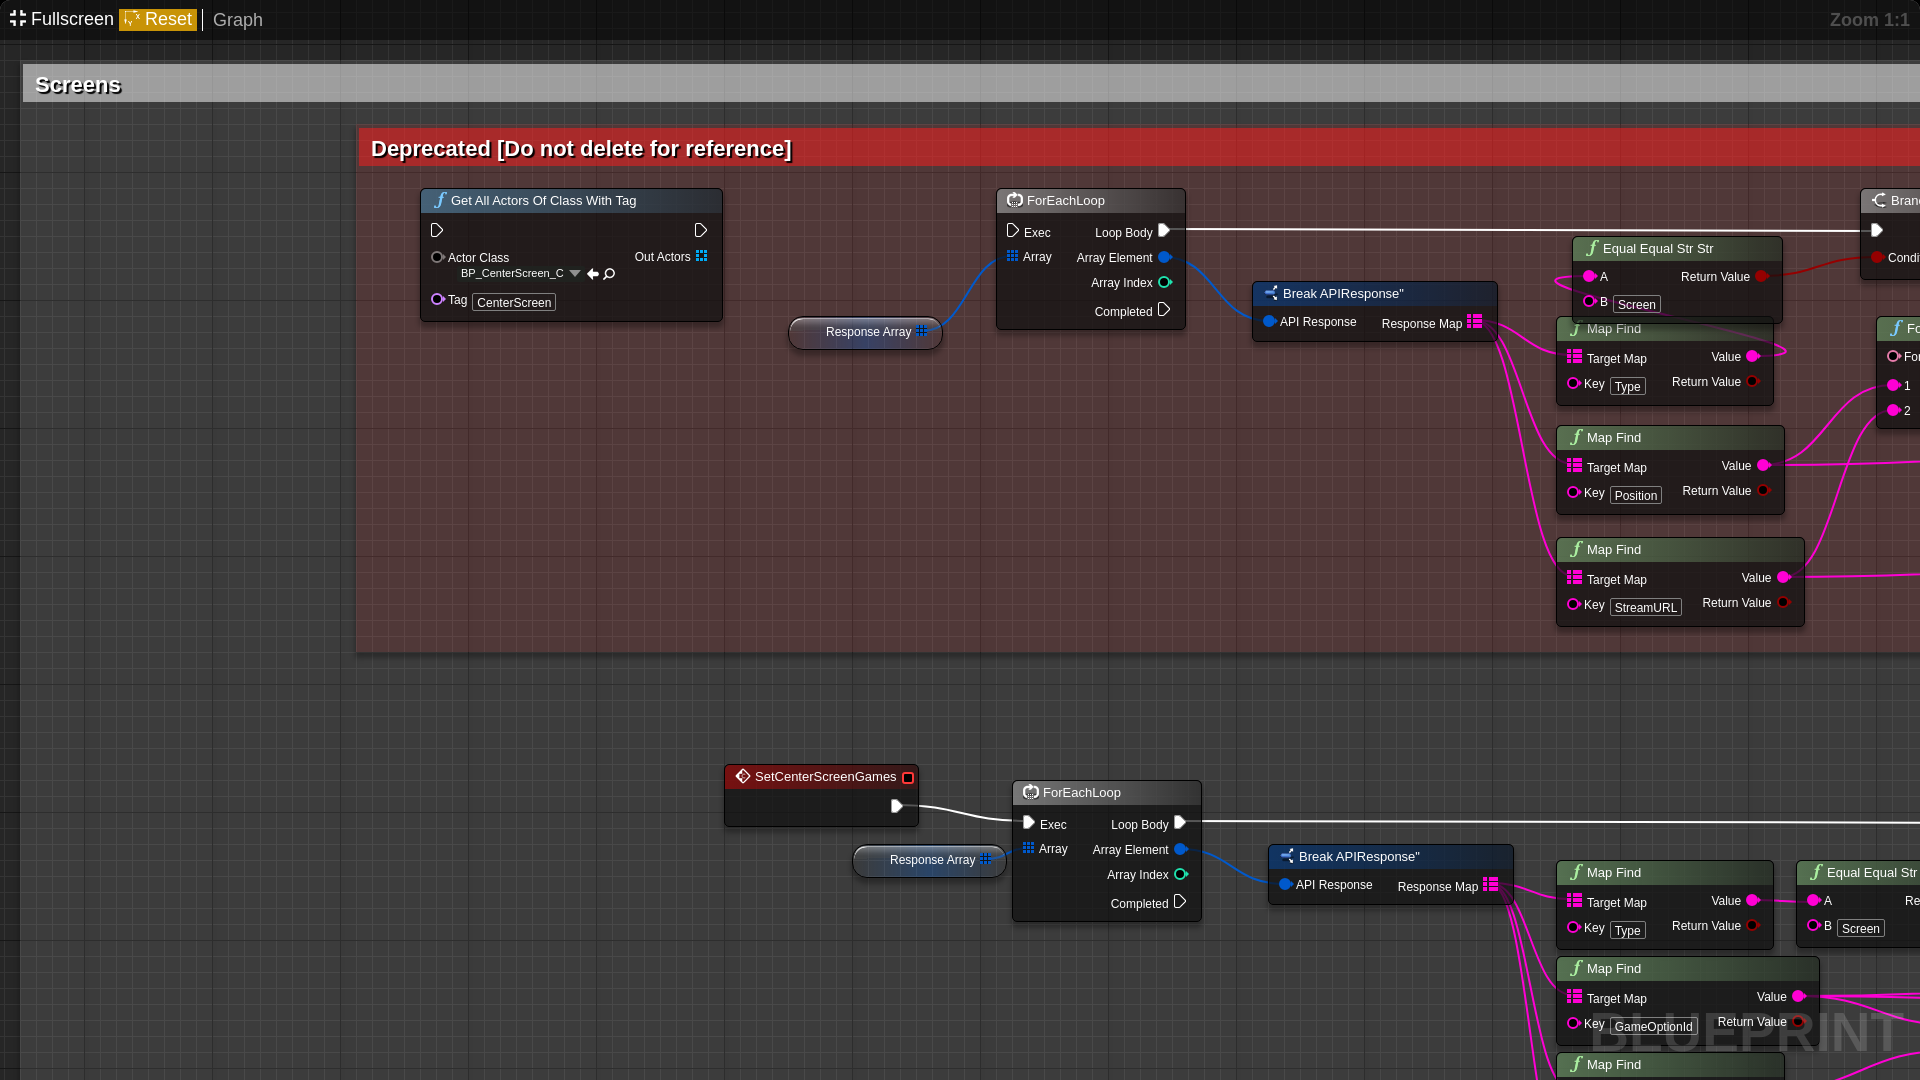 Fullscreen Reset Graph Zoom 1:1
Screens
Deprecated [Do not delete for reference]
Get All Actors Of Class With Tag
Actor Class
BP_CenterScreen_C
Out Actors
Tag CenterScreen
Response Array
ForEachLoop
Exec Loop Body
Array Array Element
Array Index
Completed
Break APIResponse"
API Response Response Map
Equal Equal Str Str
A Return Value
B Screen
Map Find
Target Map Value
Key Type Return Value
Map Find
Target Map Value
Key Position Return Value
Map Find
Target Map Value
Key StreamURL Return Value
Bran
Condi
Fo
For
1
2
SetCenterScreenGames
Response Array
ForEachLoop
Exec Loop Body
Array Array Element
Array Index
Completed
Break APIResponse"
API Response Response Map
Map Find
Target Map Value
Key Type Return Value
Equal Equal Str
A Re
B Screen
Map Find
Target Map Value
Key GameOptionId Return Value
Map Find
BLUEPRINT